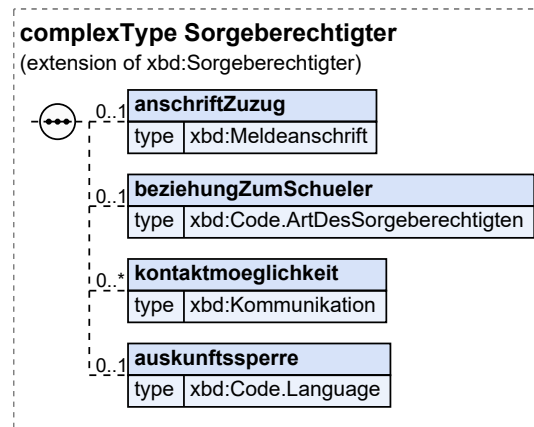 complexType Sorgeberechtigter
(extension of xbd:Sorgeberechtigter)
0..1 anschriftZuzug
type xbd:Meldeanschrift
0..1 beziehungZumSchueler
type xbd:Code.ArtDesSorgeberechtigten
0..* kontaktmoeglichkeit
type xbd:Kommunikation
0..1 auskunftssperre
type xbd:Code.Language